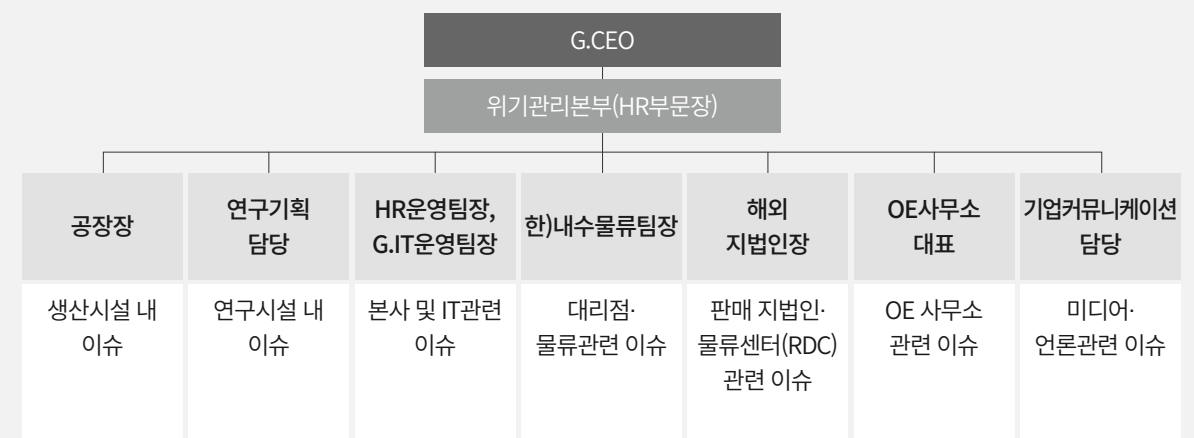 G.CEO
위기관리본부(HR부문장)
공장장
연구기획
담당
HR운영팀장,
G.IT운영팀장
한)내수물류팀장
해외
지법인장
OE사무소
대표
기업커뮤니케이션
담당
생산시설 내
이슈
연구시설 내
이슈
본사 및 IT관련
이슈
대리점·
물류관련 이슈
판매 지법인·
물류센터(RDC)
관련 이슈
OE 사무소
관련 이슈
미디어·
언론관련 이슈